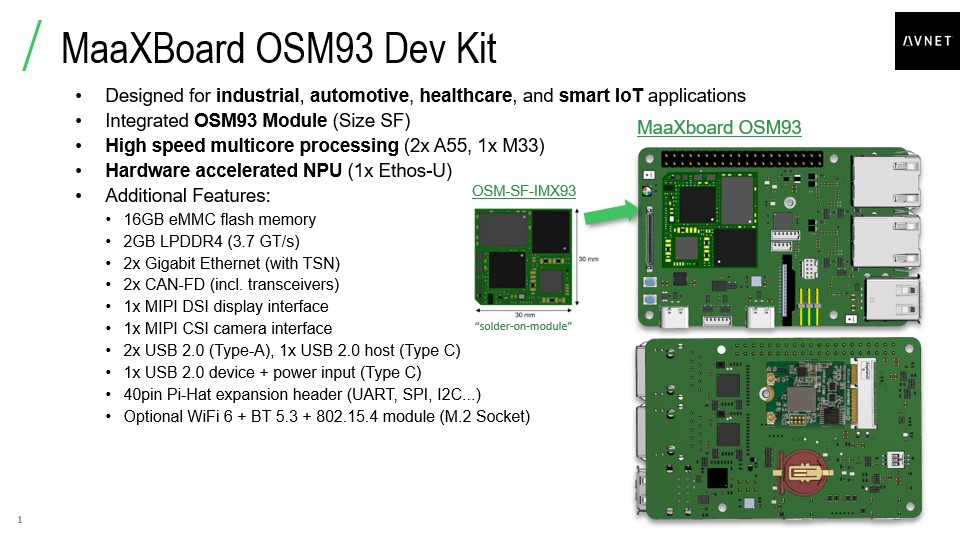 MaaXBoard OSM93 Dev Kit
AVNET
• Designed for industrial, automotive, healthcare, and smart IoT applications
• Integrated OSM93 Module (Size SF)
• High speed multicore processing (2x A55, 1x M33)
• Hardware accelerated NPU (1x Ethos-U)
• Additional Features:
• 16GB eMMC flash memory
• 2GB LPDDR4 (3.7 GT/s)
• 2x Gigabit Ethernet (with TSN)
• 2x CAN-FD (incl. transceivers)
• 1x MIPI DSI display interface
• 1x MIPI CSI camera interface
• 2x USB 2.0 (Type-A), 1x USB 2.0 host (Type C)
• 1x USB 2.0 device + power input (Type C)
• 40pin Pi-Hat expansion header (UART, SPI, I2C...)
• Optional WiFi 6 + BT 5.3 + 802.15.4 module (M.2 Socket)
MaaXboard OSM93
OSM-SF-IMX93
30 mm
30 mm
“solder-on-module”
1